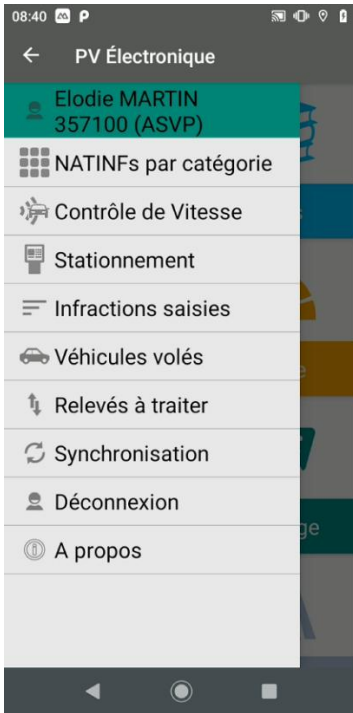 08:40 P
PV Électronique
Elodie MARTIN
357100 (ASVP)
NATINFs par catégorie
Contrôle de Vitesse
Stationnement
Infractions saisies
Véhicules volés
Relevés à traiter
Synchronisation
Déconnexion
A propos